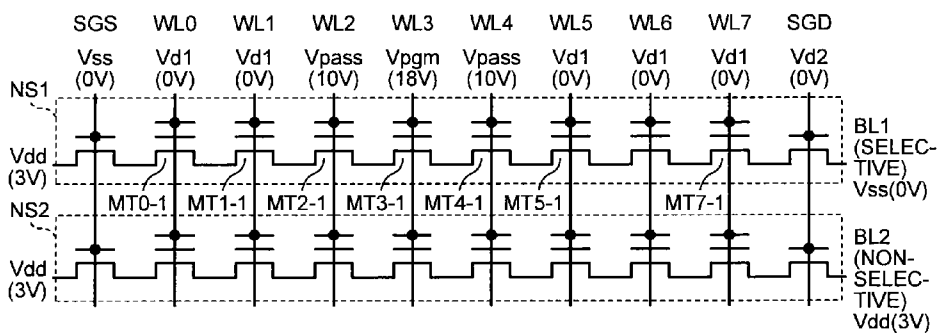 SGS WL0 WL1 WL2 WL3 WL4 WL5 WL6 WL7 SGD
Vss Vd1 Vd1 Vpass Vpgm Vpass Vd1 Vd1 Vd1 Vd2
(0V) (0V) (0V) (10V) (18V) (10V) (0V) (0V) (0V) (0V)
NS1
Vdd
(3V)
BL1
(SELEC-
TIVE)
Vss(0V)
MT0-1 MT1-1 MT2-1 MT3-1 MT4-1 MT5-1 MT7-1
NS2
Vdd
(3V)
BL2
(NON-
SELEC-
TIVE)
Vdd(3V)